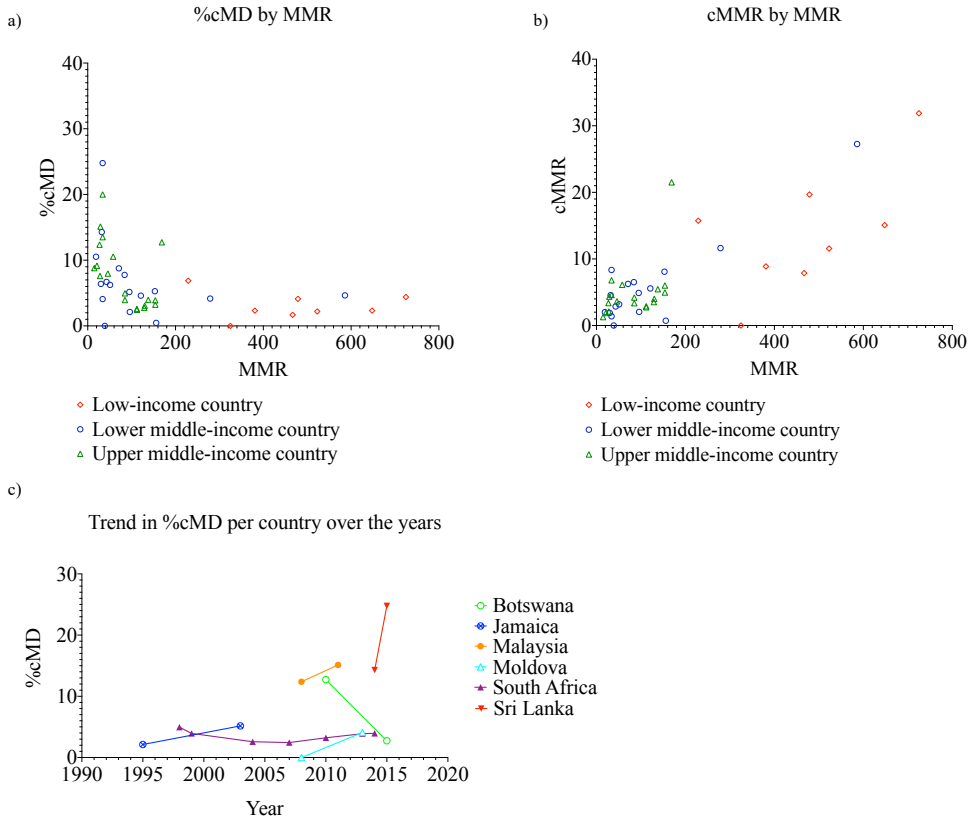 a)
%cMD by MMR
%cMD
40
30
20
10
0
0 200 400 600 800
MMR
Low-income country
Lower middle-income country
Upper middle-income country
b)
cMMR by MMR
cMMR
40
30
20
10
0
0 200 400 600 800
MMR
Low-income country
Lower middle-income country
Upper middle-income country
c)
Trend in %cMD per country over the years
%cMD
30
20
10
0
1990 1995 2000 2005 2010 2015 2020
Year
Botswana
Jamaica
Malaysia
Moldova
South Africa
Sri Lanka